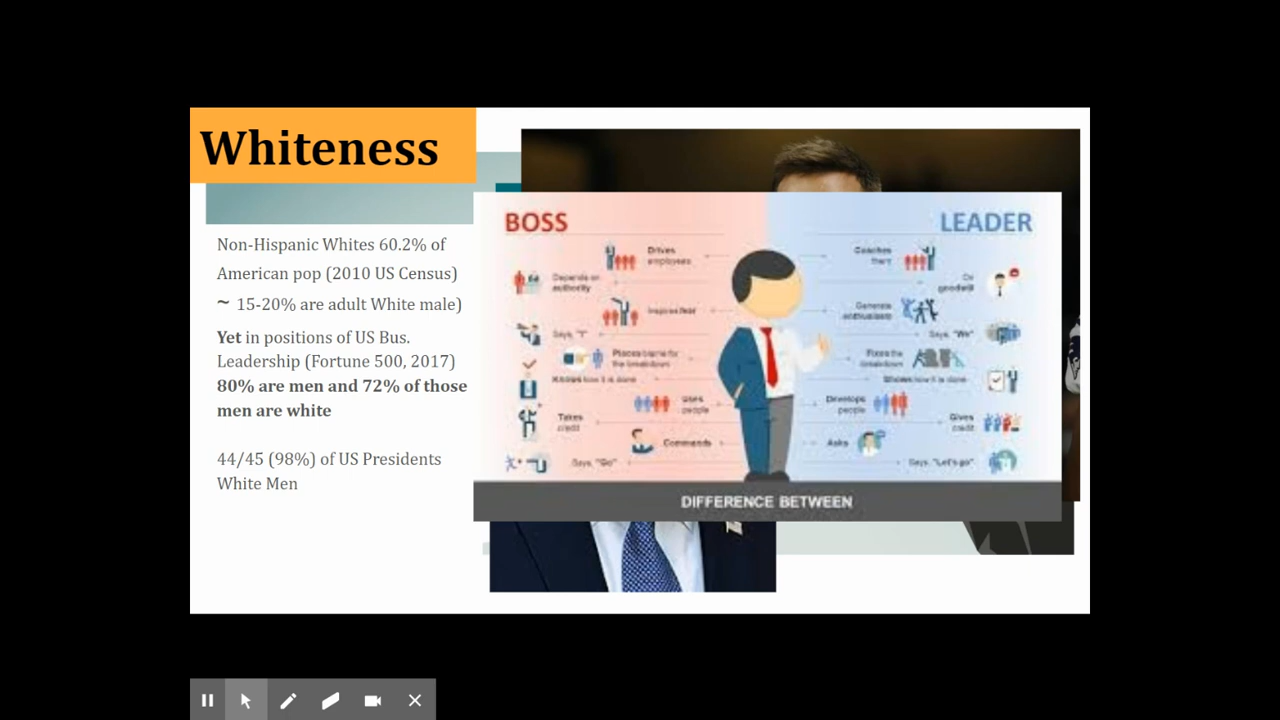 Whiteness
Non-Hispanic Whites 60.2% of
American pop (2010 US Census)
~ 15-20% are adult White male)
Yet in positions of US Bus.
Leadership (Fortune 500, 2017)
80% are men and 72% of those
men are white
44/45 (98%) of US Presidents
White Men
BOSS
LEADER
Drives
employees
Coaches
them
Depends on
authority
On
goodwill
Inspires fear
Generate
enthusiasm
Says, "I"
Says, "We"
Places blame for
the breakdown
Fixes the
breakdown
Knows how it is done
Shows how it is done
Uses
people
Develops
people
Takes
credit
Gives
credit
Commands
Asks
Says, "Go"
Says, "Let's go"
DIFFERENCE BETWEEN